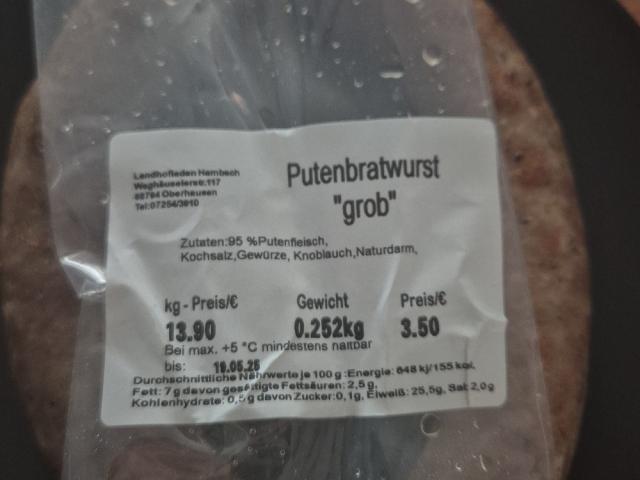 Landhofladen Hambsch
Waghäuselerstr.117
68794 Oberhausen
Tel:07254/3910
Putenbratwurst
"grob"
Zutaten:95 %Putenfleisch,
Kochsalz,Gewürze, Knoblauch,Naturdarm,
kg - Preis/€ Gewicht Preis/€
13.90 0.252kg 3.50
Bei max. +5 °C mindestens haltbar
bis: 19.05.25
Durchschnittliche Nährwerte je 100 g :Energie: 648 kj/155 kcal,
Fett: 7 g davon gesättigte Fettsäuren: 2,5 g,
Kohlenhydrate: 0,5 g davon Zucker:0,1g, Eiweiß: 25,5g, Salz 2,0g